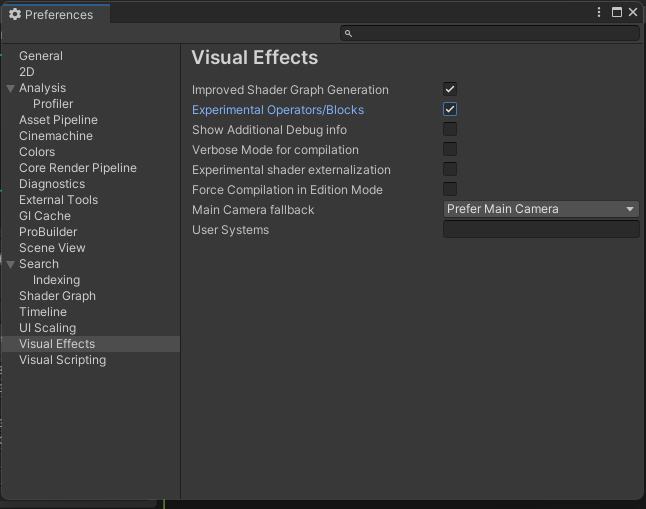 Preferences
General
2D
Analysis
Profiler
Asset Pipeline
Cinemachine
Colors
Core Render Pipeline
Diagnostics
External Tools
GI Cache
ProBuilder
Scene View
Search
Indexing
Shader Graph
Timeline
UI Scaling
Visual Effects
Visual Scripting
Visual Effects
Improved Shader Graph Generation
Experimental Operators/Blocks
Show Additional Debug info
Verbose Mode for compilation
Experimental shader externalization
Force Compilation in Edition Mode
Main Camera fallback
Prefer Main Camera
User Systems